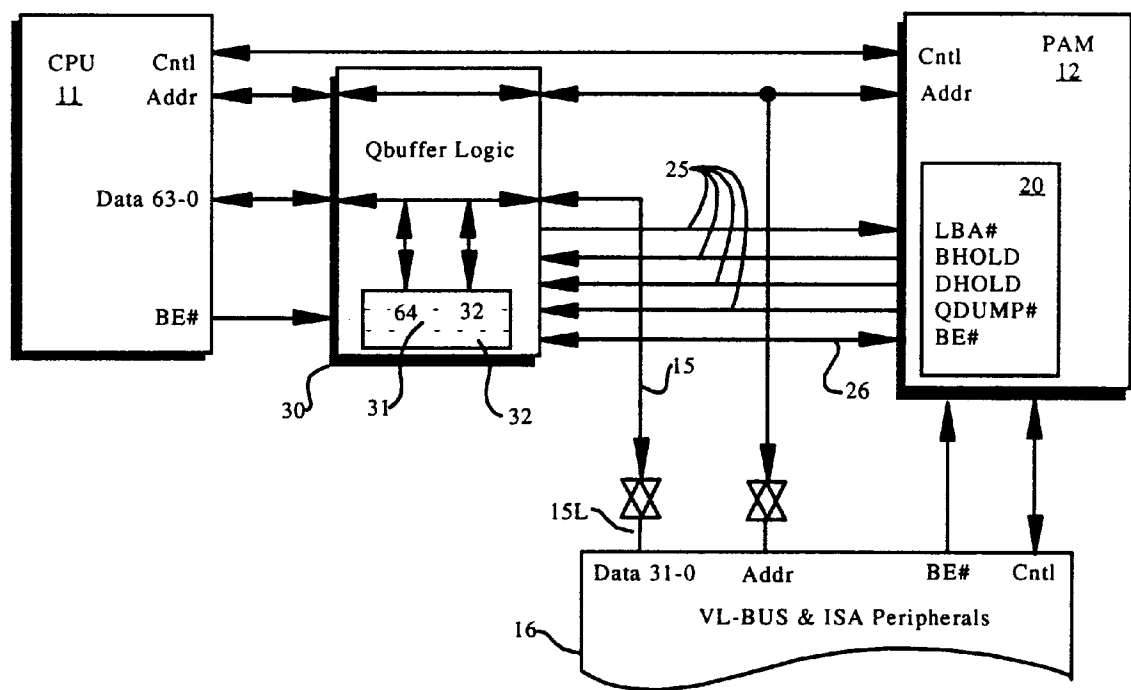 CPU
11
Cntl
Addr
Data 63-0
BE#
Qbuffer Logic
64
32
30
31
32
25
15
26
15L
PAM
12
Cntl
Addr
20
LBA#
BHOLD
DHOLD
QDUMP#
BE#
Data 31-0
Addr
BE#
Cntl
VL-BUS & ISA Peripherals
16